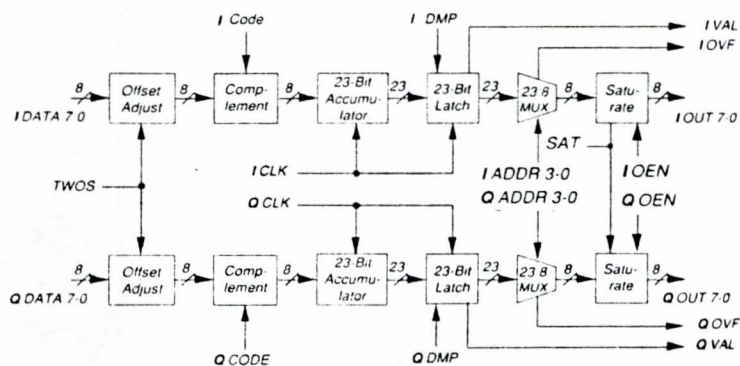 I Code
I DMP
I VAL
I OVF
8
8
8
23
23
8
8
I DATA 7-0
Offset
Adjust
Comp-
lement
23-Bit
Accumu-
lator
23-Bit
Latch
23:8
MUX
Satu-
rate
I OUT 7-0
SAT
TWOS
I CLK
Q CLK
I ADDR 3-0
Q ADDR 3-0
I OEN
Q OEN
8
8
8
23
23
8
8
Q DATA 7-0
Offset
Adjust
Comp-
lement
23-Bit
Accumu-
lator
23-Bit
Latch
23:8
MUX
Satu-
rate
Q OUT 7-0
Q CODE
Q DMP
Q OVF
Q VAL